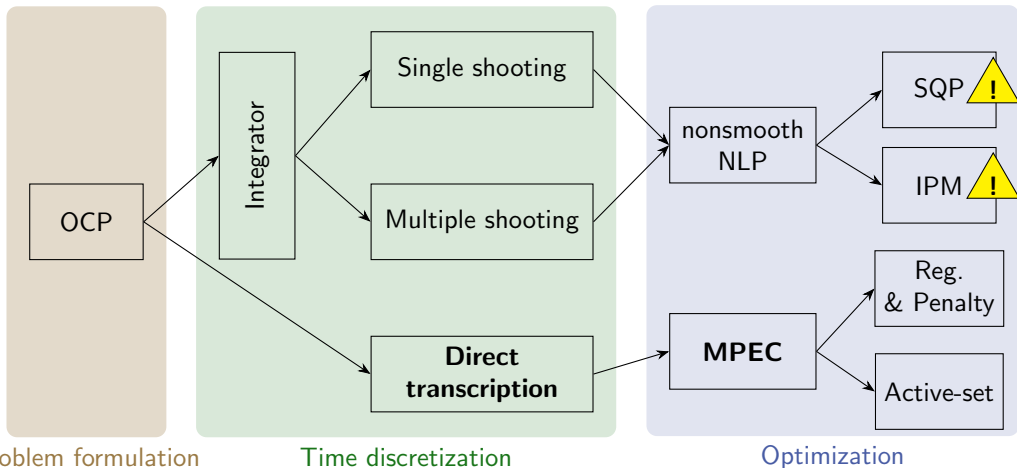 OCP
Integrator
Single shooting
Multiple shooting
Direct
transcription
nonsmooth
NLP
SQP
!
IPM
!
MPEC
Reg.
& Penalty
Active-set
oblem formulation
Time discretization
Optimization